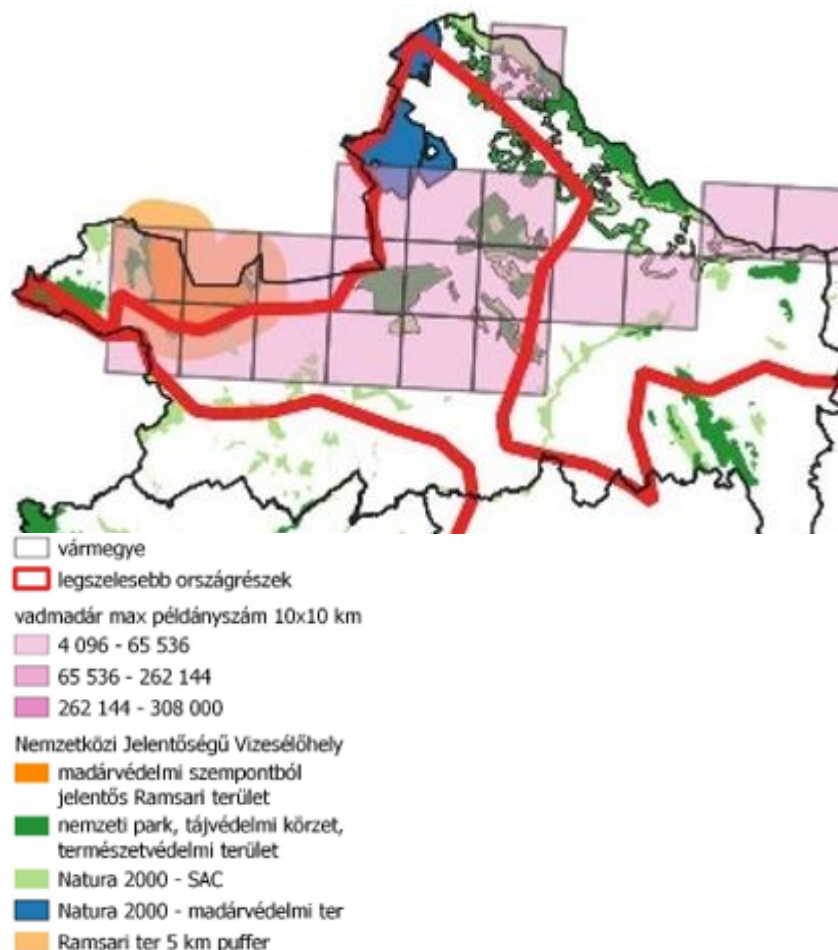 vármegye
legszelesebb országrészek
vadmadár max példányszám 10x10 km
4 096 - 65 536
65 536 - 262 144
262 144 - 308 000
Nemzetközi Jelentőségű Vizesélőhely
madárvédelmi szempontból
jelentős Ramsari terület
nemzeti park, tájvédelmi körzet,
természetvédelmi terület
Natura 2000 - SAC
Natura 2000 - madárvédelmi ter
Ramsari ter 5 km puffer